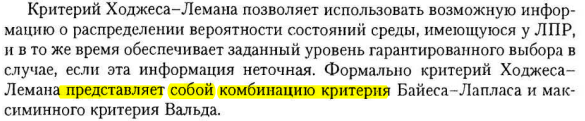 Критерий Ходжеса–Лемана позволяет использовать возможную инфор-
мацию о распределении вероятности состояний среды, имеющуюся у ЛПР,
и в то же время обеспечивает заданный уровень гарантированного выбора в
случае, если эта информация неточная. Формально критерий Ходжеса–
Лемана представляет собой комбинацию критерия Байеса–Лапласа и мак-
симинного критерия Вальда.